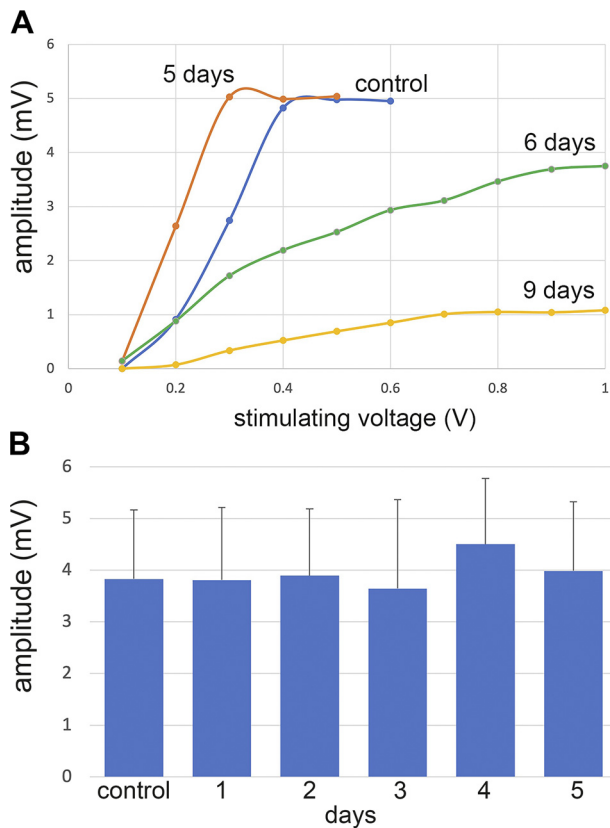 A
amplitude (mV)
6
5
4
3
2
1
0
5 days
control
6 days
9 days
0 0.2 0.4 0.6 0.8 1
stimulating voltage (V)
B
amplitude (mV)
6
5
4
3
2
1
0
control 1 2 3 4 5
days